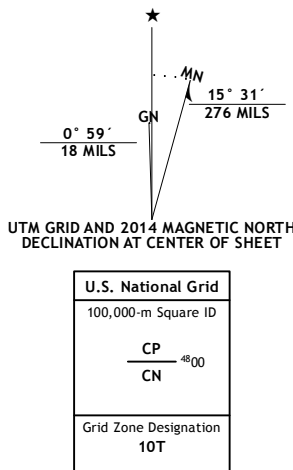 ★
MN
15° 31´
276 MILS
GN
0° 59´
18 MILS
UTM GRID AND 2014 MAGNETIC NORTH
DECLINATION AT CENTER OF SHEET
U.S. National Grid
100,000-m Square ID
CP
4800
CN
Grid Zone Designation
10T